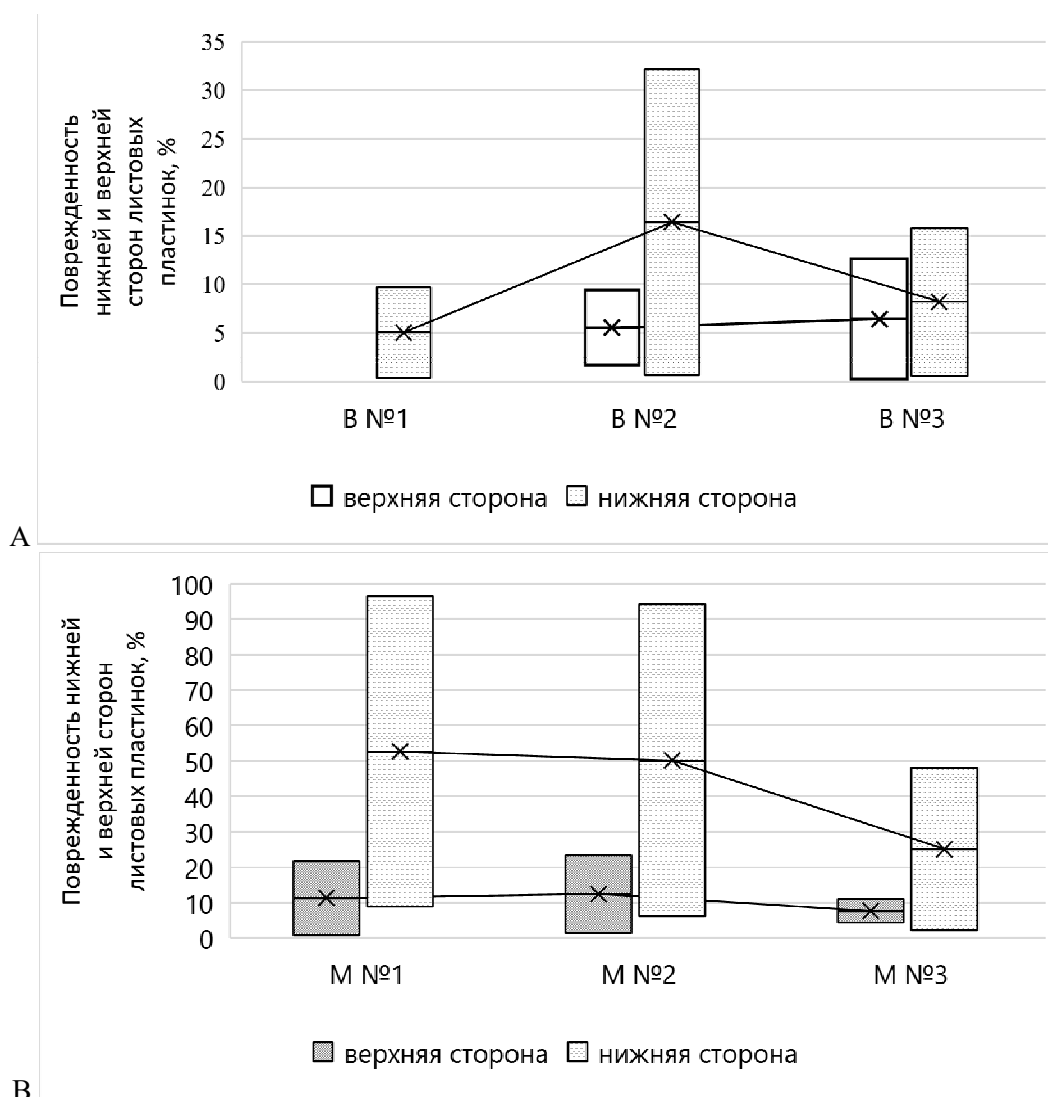 Поврежденность
нижней и верхней
сторон листовых
пластинок, %
35
30
25
20
15
10
5
0
В №1 В №2 В №3
верхняя сторона нижняя сторона
А
Поврежденность нижней
и верхней сторон
листовых пластинок, %
100
90
80
70
60
50
40
30
20
10
0
М №1 М №2 М №3
верхняя сторона нижняя сторона
В